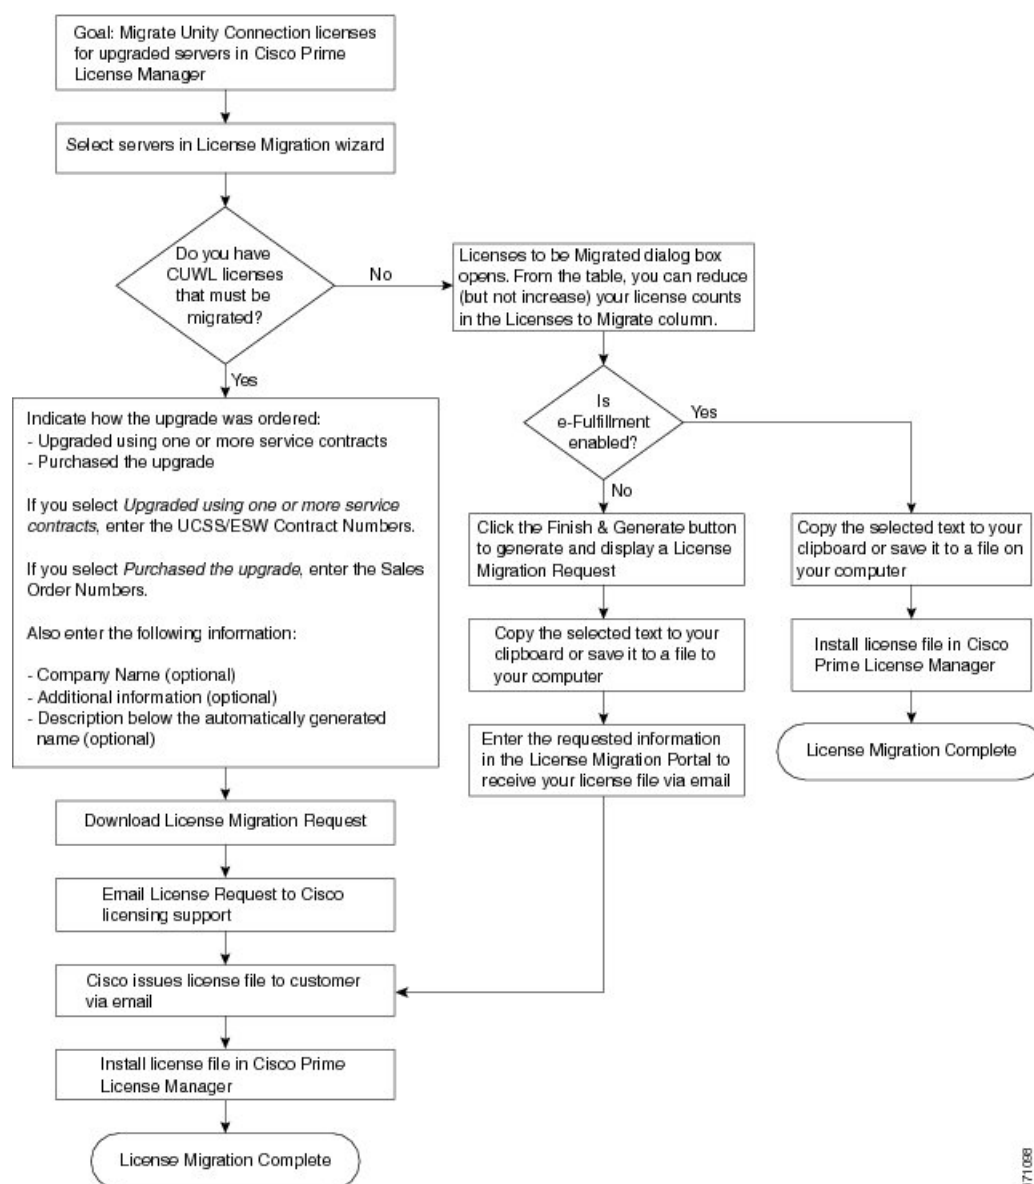 Goal: Migrate Unity Connection licenses
for upgraded servers in Cisco Prime
License Manager
Select servers in License Migration wizard
Do you have
CUWL licenses
that must be
migrated?
No
Licenses to be Migrated dialog box
opens. From the table, you can reduce
(but not increase) your license counts
in the Licenses to Migrate column.
Yes
Indicate how the upgrade was ordered:
- Upgraded using one or more service contracts
- Purchased the upgrade
If you select Upgraded using one or more service
contracts, enter the UCSS/ESW Contract Numbers.
If you select Purchased the upgrade, enter the Sales
Order Numbers.
Also enter the following information:
- Company Name (optional)
- Additional information (optional)
- Description below the automatically generated
name (optional)
Is
e-Fulfillment
enabled?
Yes
No
Click the Finish & Generate button
to generate and display a License
Migration Request
Copy the selected text to your
clipboard or save it to a file to
your computer
Enter the requested information
in the License Migration Portal to
receive your license file via email
Copy the selected text to your
clipboard or save it to a file on
your computer
Install license file in Cisco
Prime License Manager
License Migration Complete
Download License Migration Request
Email License Request to Cisco
licensing support
Cisco issues license file to customer
via email
Install license file in Cisco Prime
License Manager
License Migration Complete